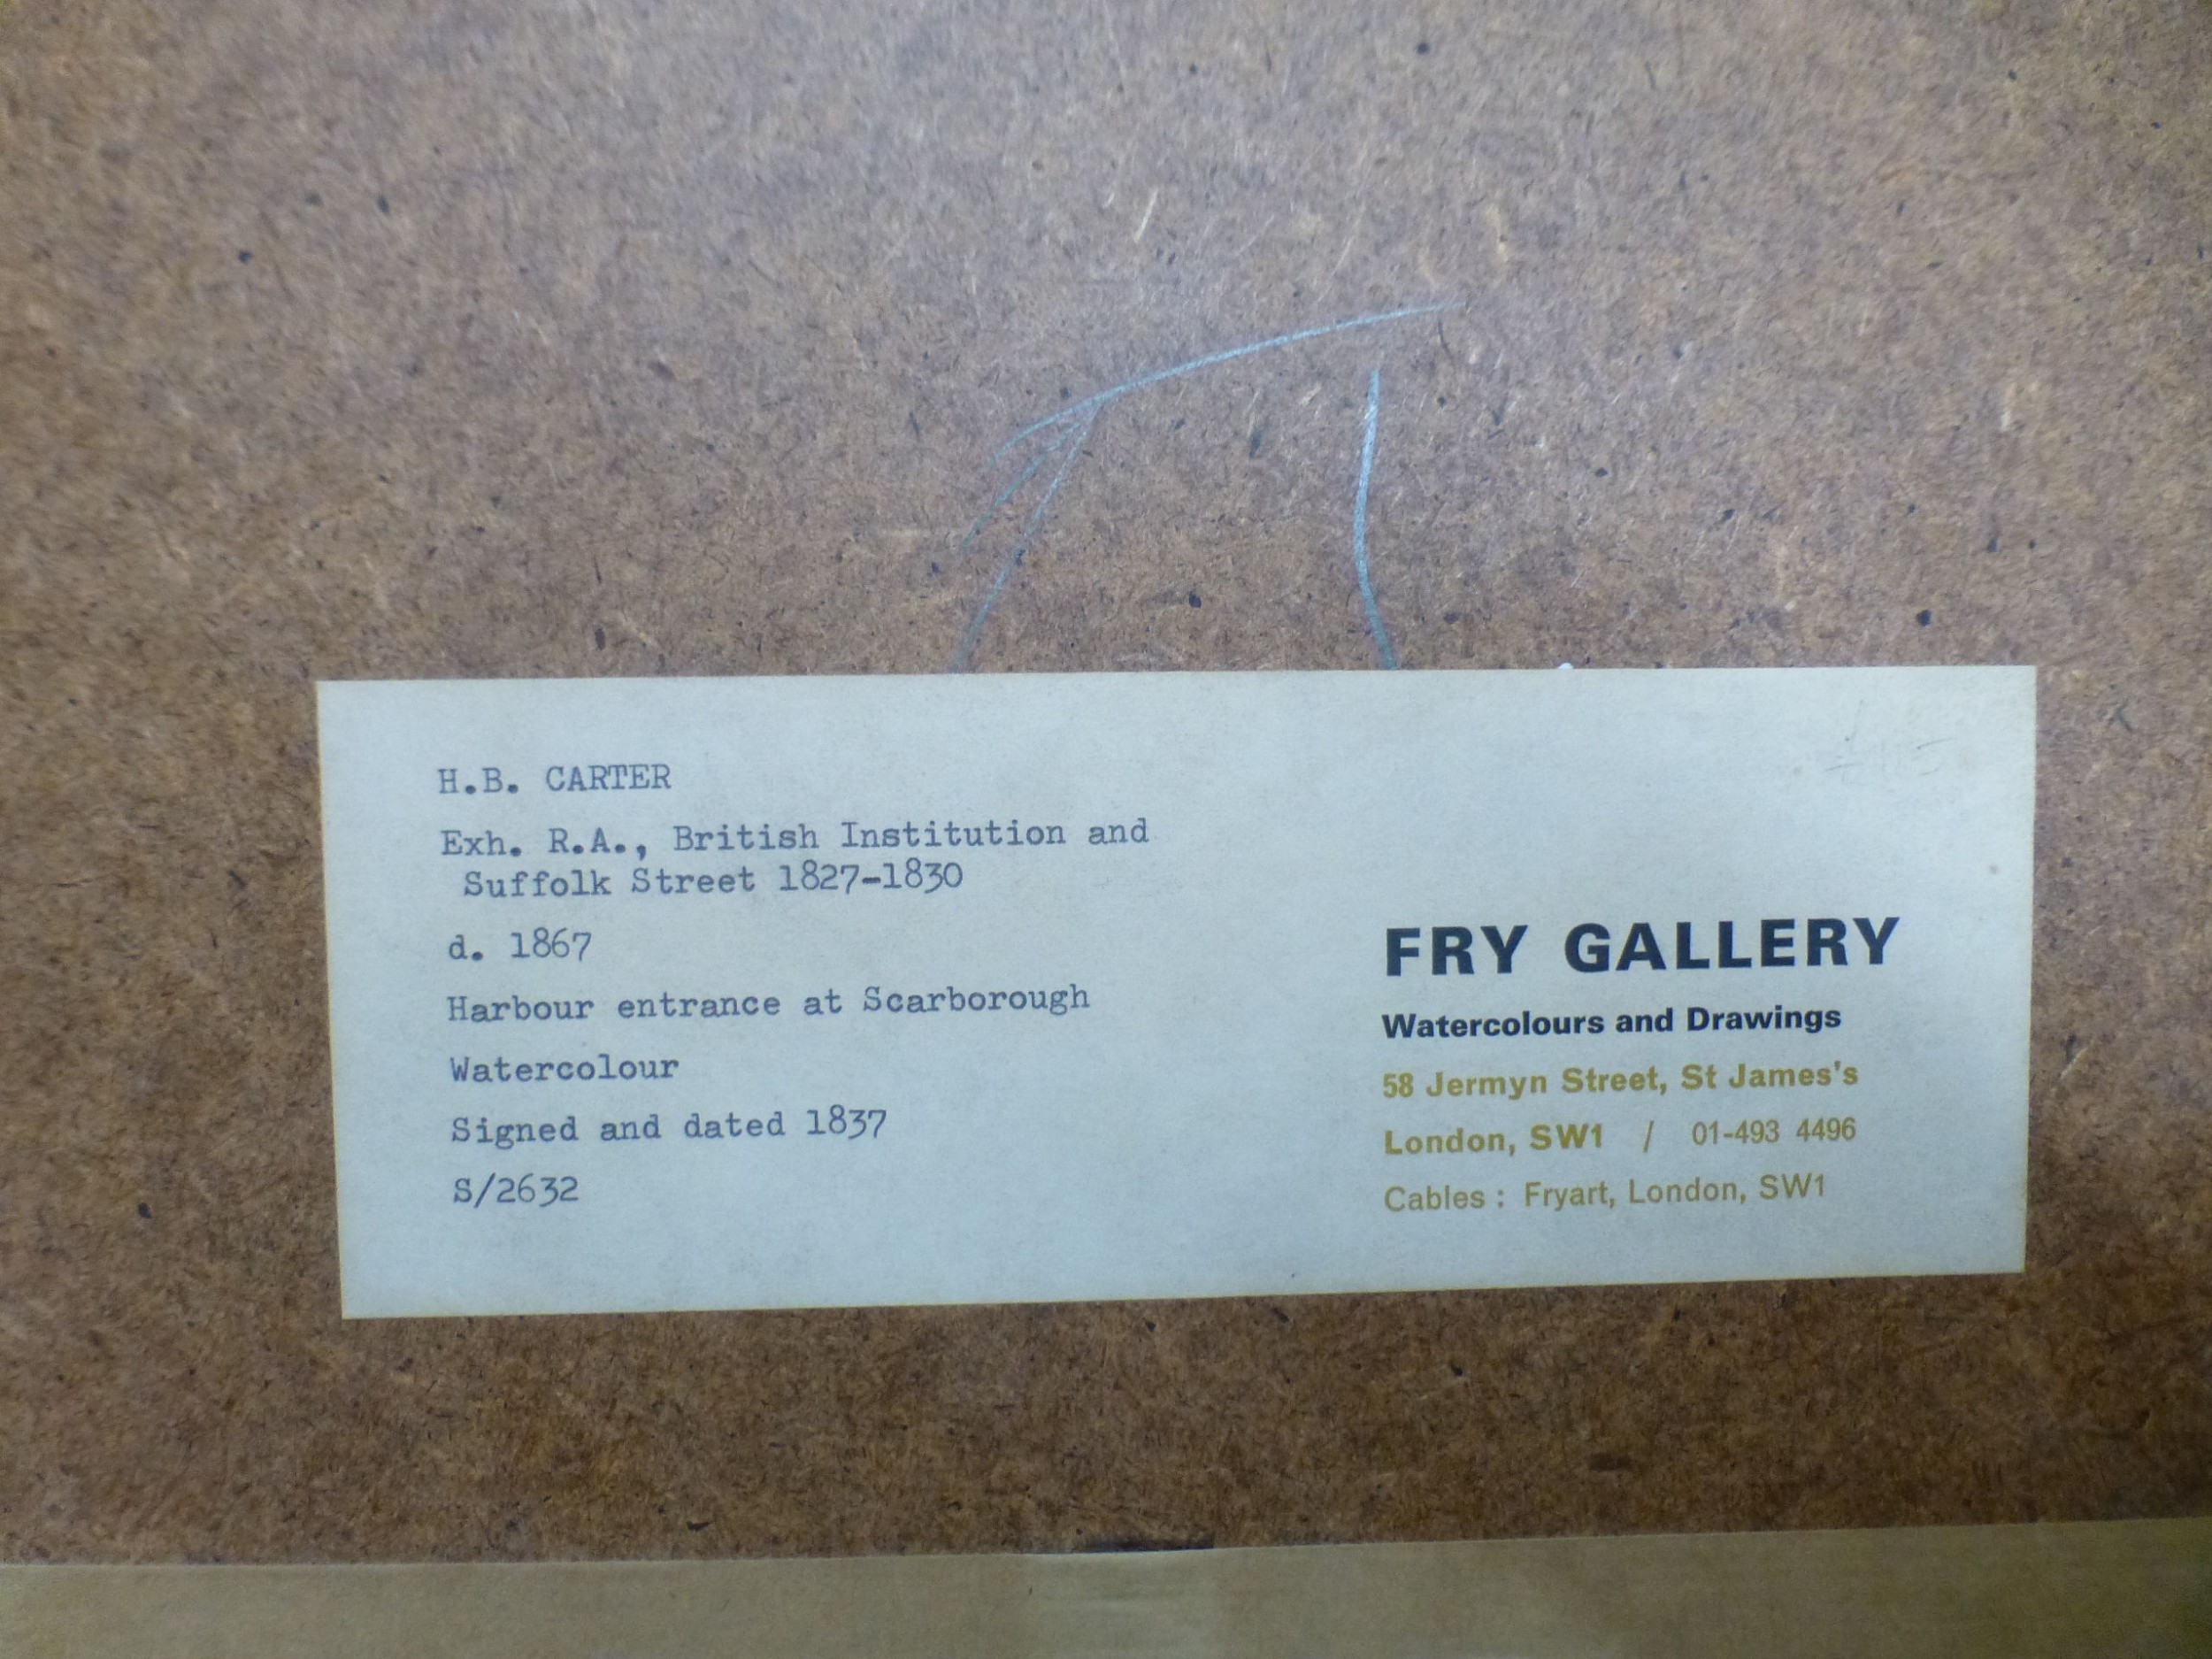 H.B. CARTER
Exh. R.A., British Institution and
Suffolk Street 1827-1830
d. 1867
Harbour entrance at Scarborough
Watercolour
Signed and dated 1837
S/2632
FRY GALLERY
Watercolours and Drawings
58 Jermyn Street, St James's
London, SW1 / 01-493 4496
Cables : Fryart, London, SW1